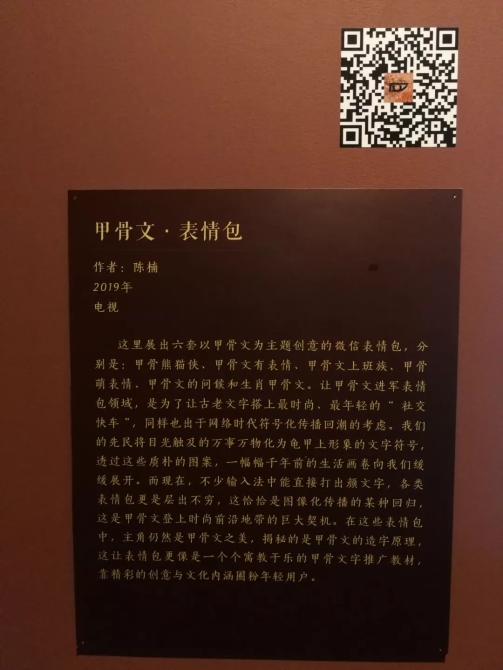 甲骨文·表情包
作者：陈楠
2019年
电视
这里展出六套以甲骨文为主题创意的微信表情包，分
别是：甲骨熊猫侠、甲骨文有表情、甲骨文上班族、甲骨
萌表情、甲骨文的问候和生肖甲骨文。让甲骨文进军表情
包领域，是为了让古老文字搭上最时尚、最年轻的“社交
快车”，同样也出于网络时代符号化传播回潮的考虑。我们
的先民将目光触及的万事万物化为龟甲上形象的文字符号，
透过这些质朴的图案，一幅幅千年前的生活画卷向我们缓
缓展开。而现在，不少输入法中能直接打出颜文字，各类
表情包更是层出不穷，这恰恰是图像化传播的某种回归，
这是甲骨文登上时尚前沿地带的巨大契机。在这些表情包
中，主角仍然是甲骨文之美，揭秘的是甲骨文的造字原理，
这让表情包更像是一个个寓教于乐的甲骨文字推广教材，
靠精彩的创意与文化内涵圈粉年轻用户。